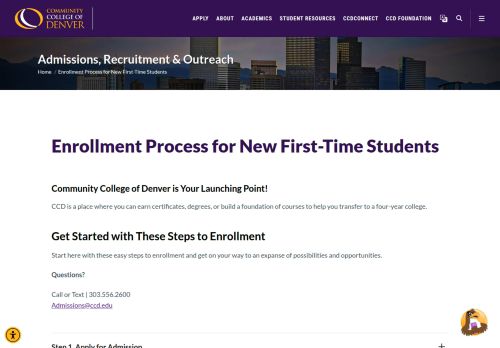 COMMUNITY
COLLEGE OF
DENVER
APPLY ABOUT ACADEMICS STUDENT RESOURCES CCDCONNECT CCD FOUNDATION
Admissions, Recruitment & Outreach
Home / Enrollment Process for New First-Time Students
Enrollment Process for New First-Time Students
Community College of Denver is Your Launching Point!
CCD is a place where you can earn certificates, degrees, or build a foundation of courses to help you transfer to a four-year college.
Get Started with These Steps to Enrollment
Start here with these easy steps to enrollment and get on your way to an expanse of possibilities and opportunities.
Questions?
Call or Text | 303.556.2600
Admissions@ccd.edu
Step 1. Apply for Admission